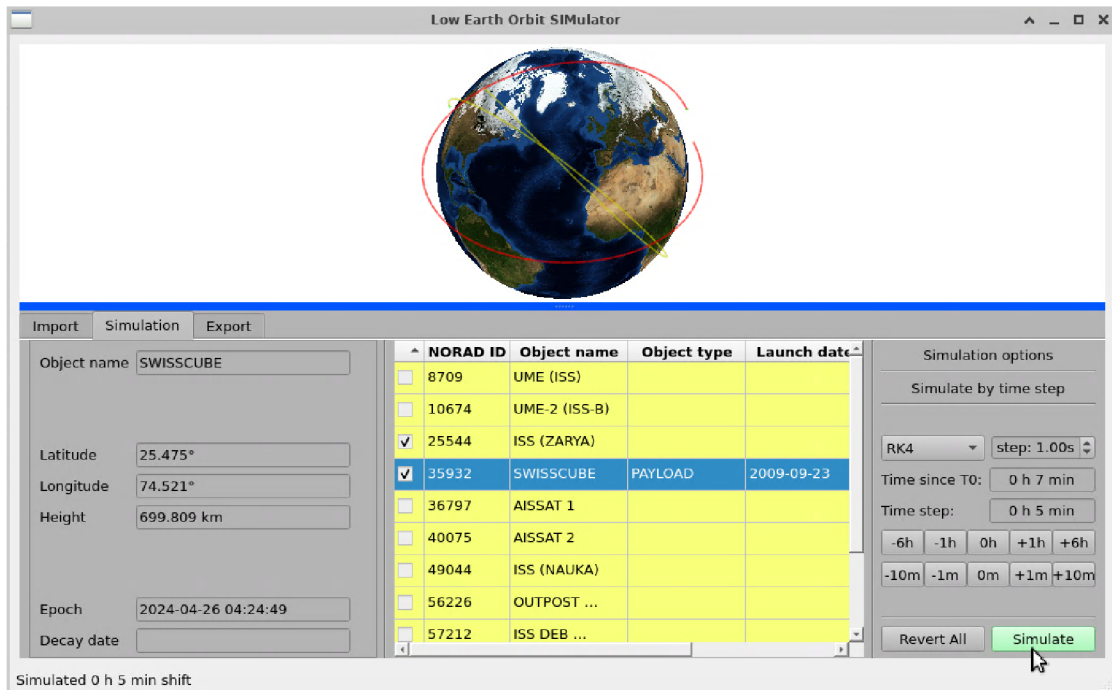 Low Earth Orbit SIMulator
Import Simulation Export
Object name SWISSCUBE
Latitude 25.475°
Longitude 74.521°
Height 699.809 km
Epoch 2024-04-26 04:24:49
Decay date
NORAD ID Object name Object type Launch date
8709 UME (ISS)
10674 UME-2 (ISS-B)
25544 ISS (ZARYA)
35932 SWISSCUBE PAYLOAD 2009-09-23
36797 AISSAT 1
40075 AISSAT 2
49044 ISS (NAUKA)
56226 OUTPOST ...
57212 ISS DEB ...
Simulation options
Simulate by time step
RK4 step: 1.00s
Time since T0: 0 h 7 min
Time step: 0 h 5 min
-6h -1h 0h +1h +6h
-10m -1m 0m +1m +10m
Revert All Simulate
Simulated 0 h 5 min shift